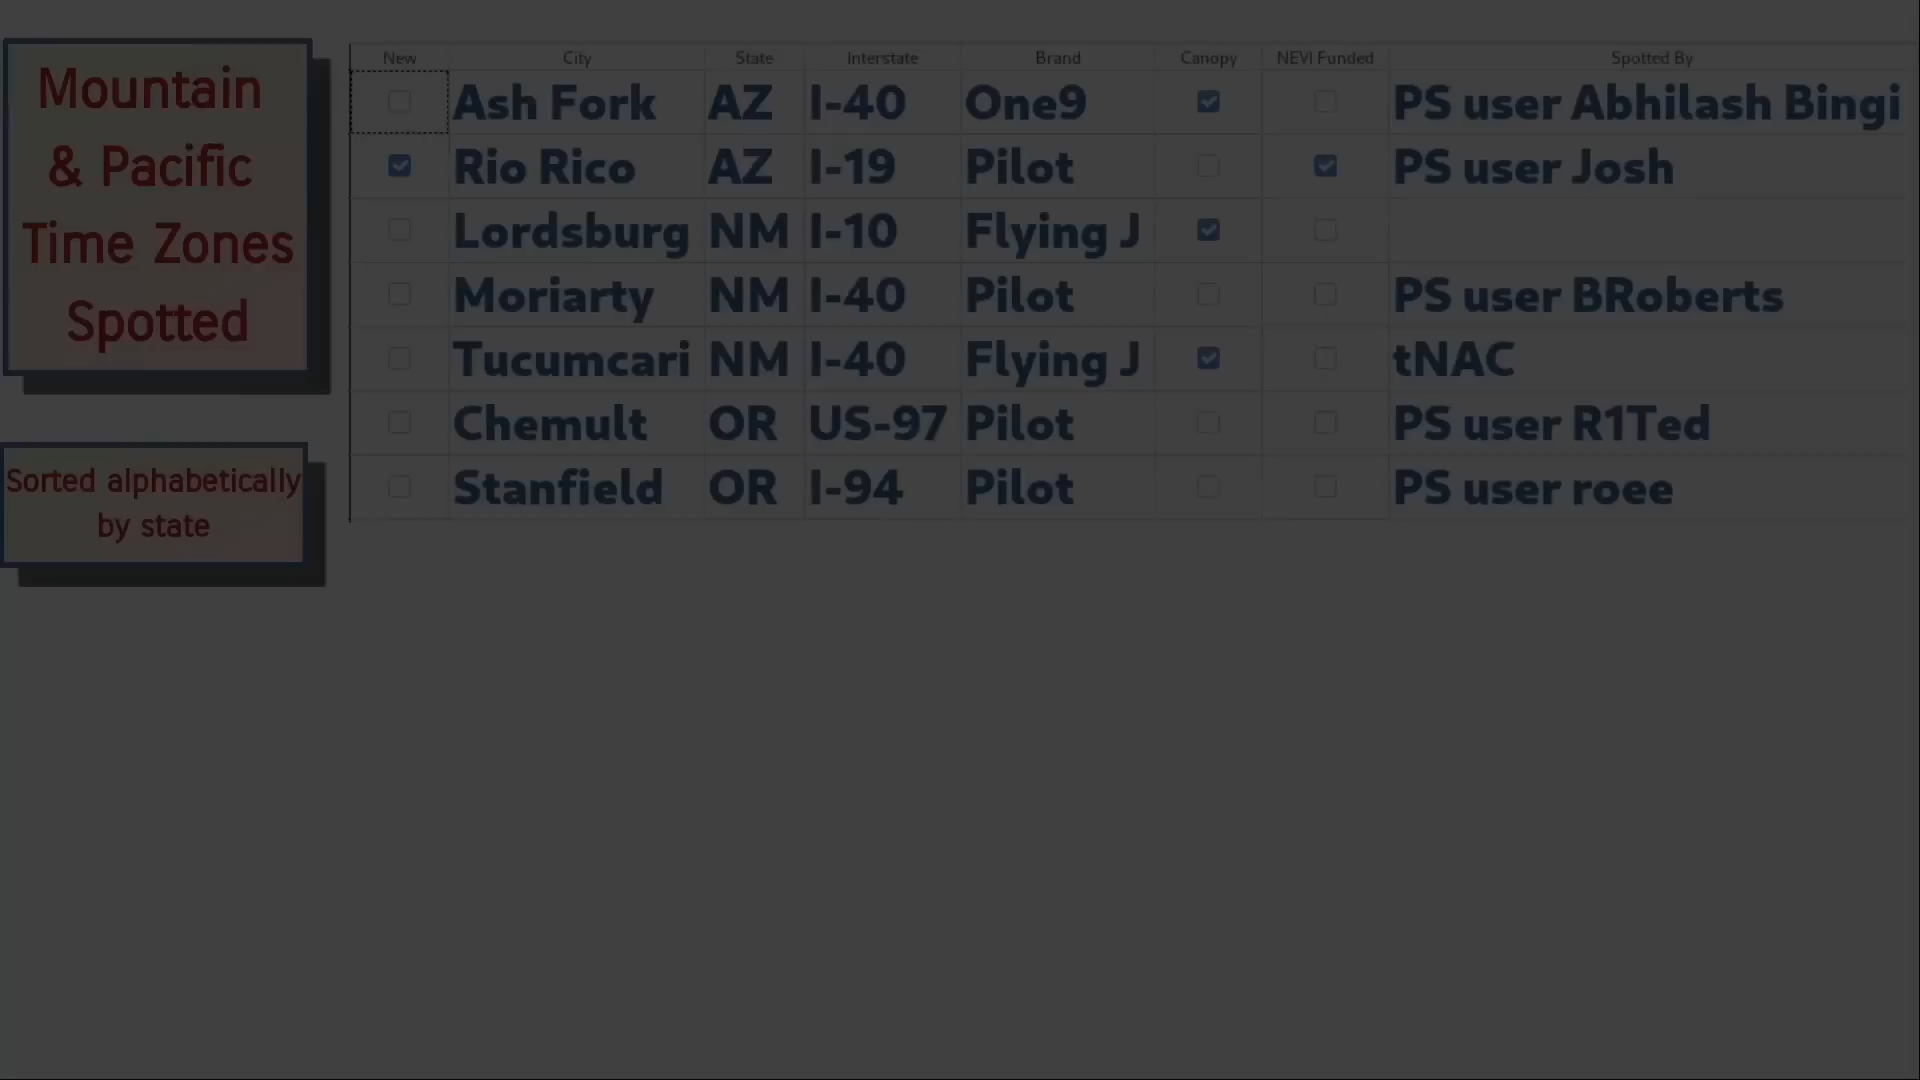 Mountain
& Pacific
Time Zones
Spotted
Sorted alphabetically
by state
New City State Interstate Brand Canopy NEVI Funded Spotted By
Ash Fork AZ I-40 One9 PS user Abhilash Bingi
Rio Rico AZ I-19 Pilot PS user Josh
Lordsburg NM I-10 Flying J
Moriarty NM I-40 Pilot PS user BRoberts
Tucumcari NM I-40 Flying J tNAC
Chemult OR US-97 Pilot PS user R1Ted
Stanfield OR I-94 Pilot PS user roee